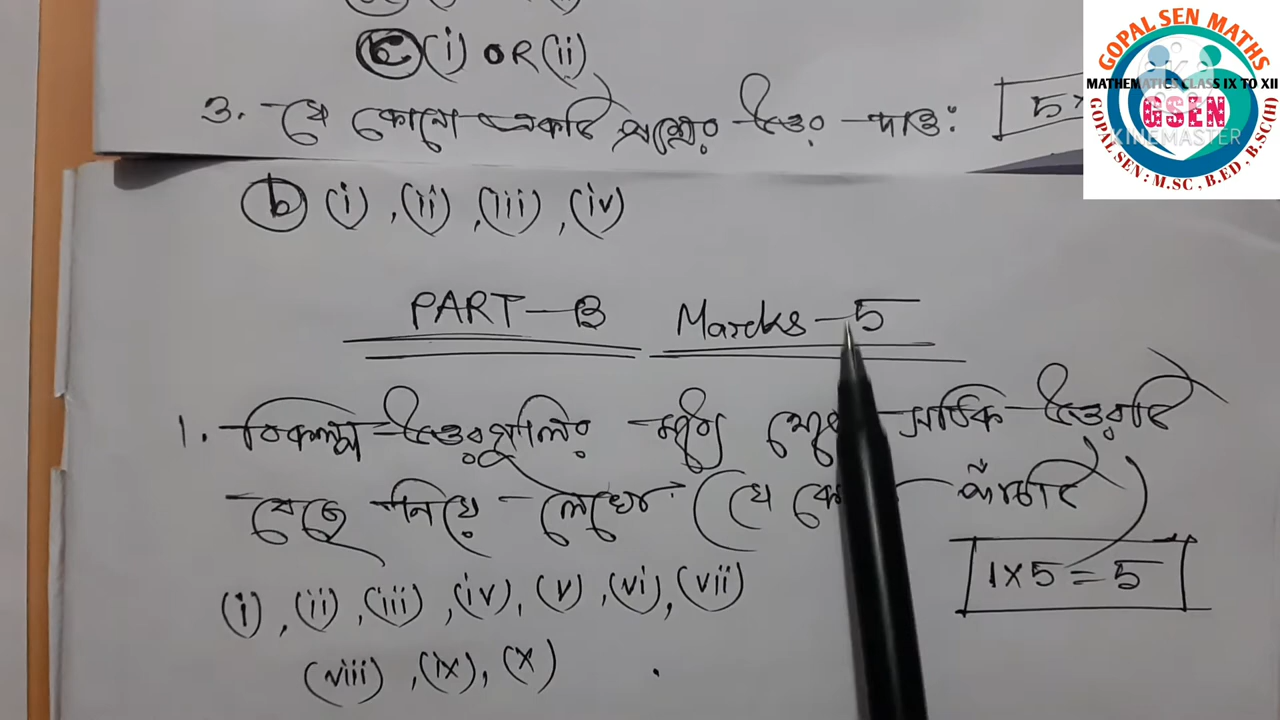 (i) OR (ii)
3. যে কোনো একটি প্রশ্নের উত্তর দাও:
5×
(b) (i), (ii), (iii), (iv)
PART-B Marks-5
1. বিকল্প উত্তরগুলির মধ্য থেকে সঠিক উত্তরটি
বেছে নিয়ে লেখো: (যে পাঁচটি)
1×5=5
(i), (ii), (iii), (iv), (v), (vi), (vii)
(viii), (ix), (x)
GOPAL SEN MATHS
MATHEMATICS CLASS IX TO XII
GSEN
KINEMASTER
GOPAL SEN: M.SC, B.ED, B.SC(H)